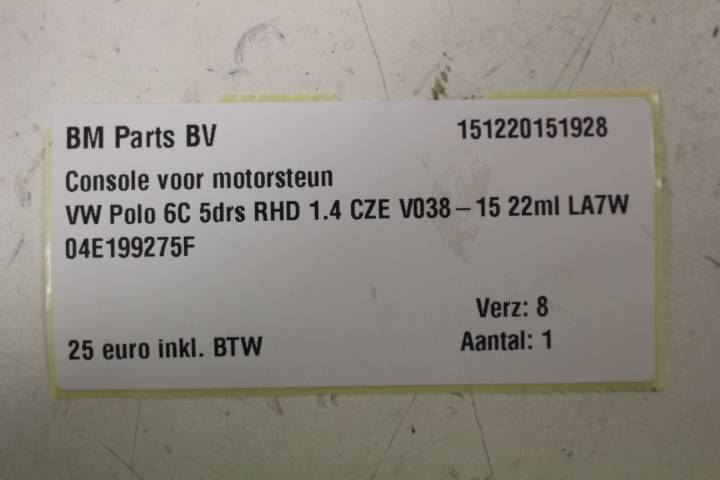 BM Parts BV 151220151928
Console voor motorsteun
VW Polo 6C 5drs RHD 1.4 CZE V038-15 22ml LA7W
04E199275F
Verz: 8
25 euro inkl. BTW Aantal: 1